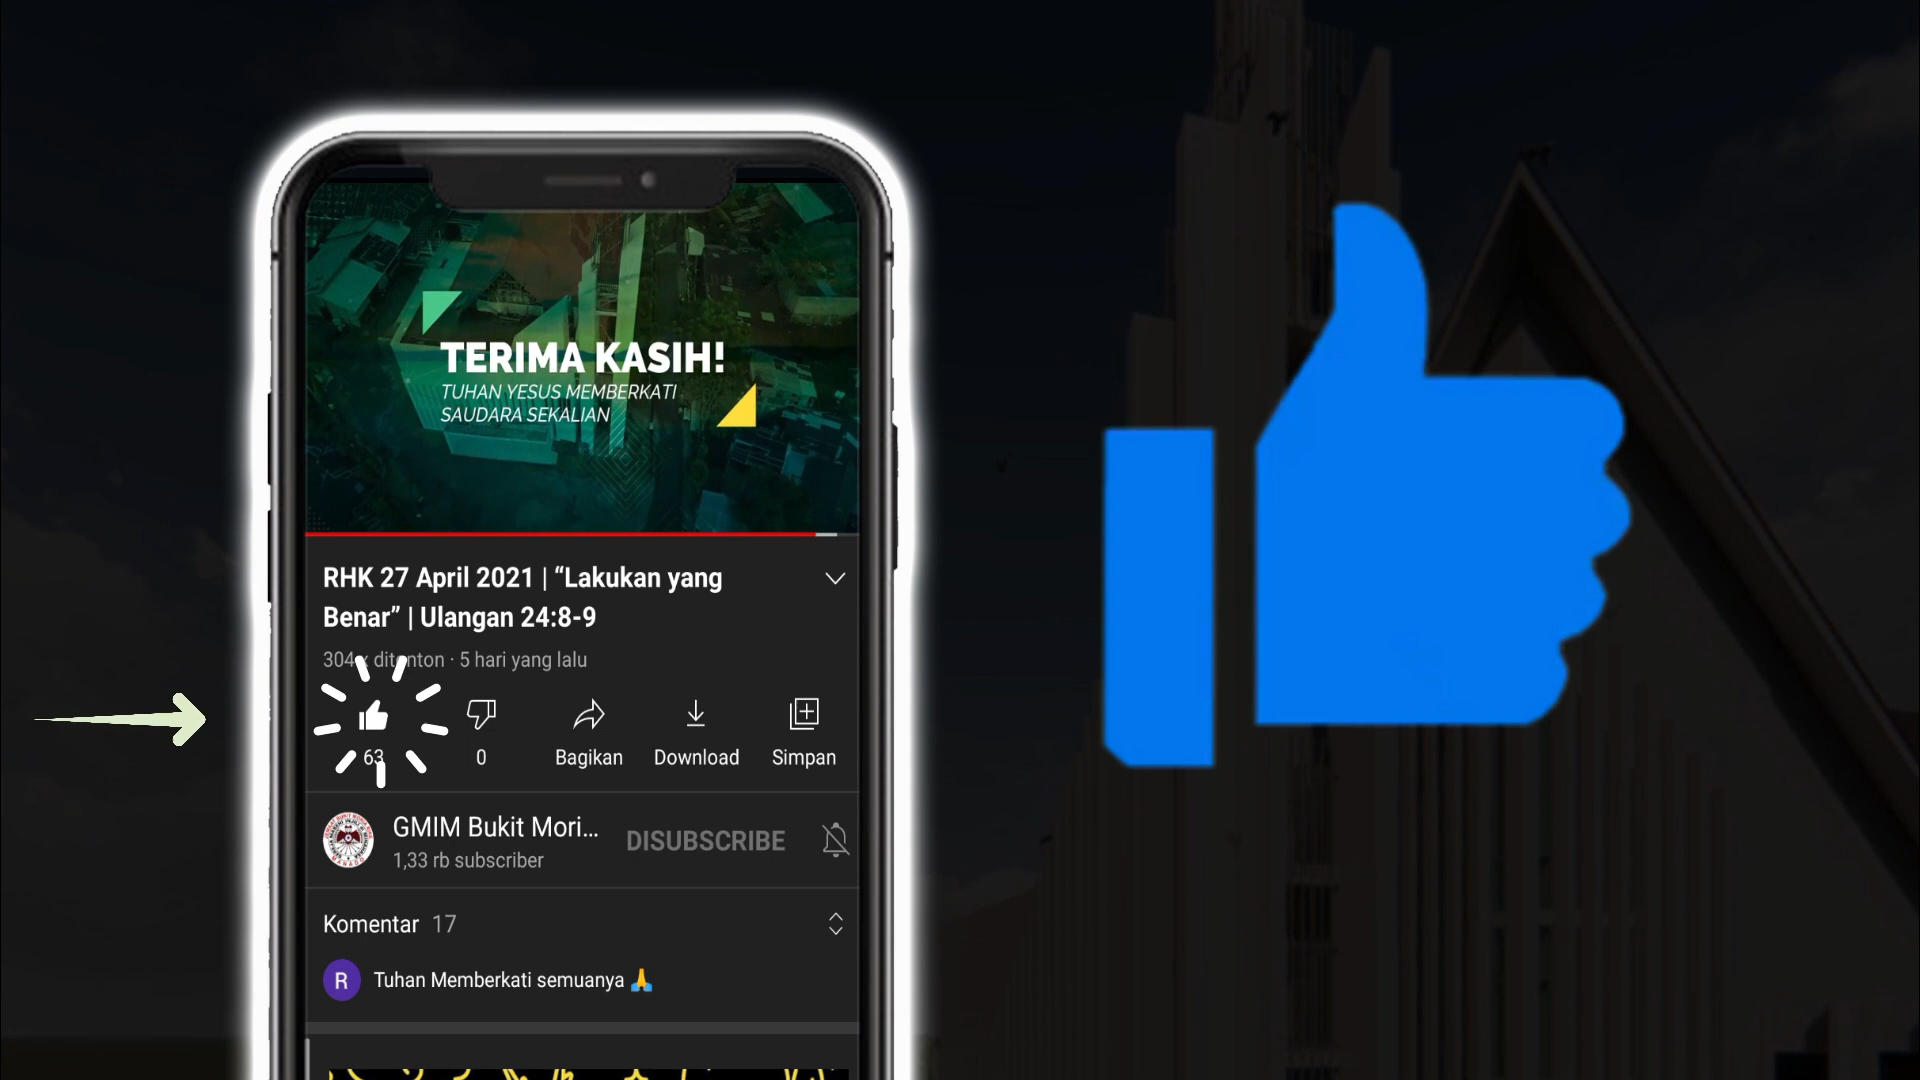 TERIMA KASIH!
TUHAN YESUS MEMBERKATI
SAUDARA SEKALIAN
RHK 27 April 2021 | “Lakukan yang
Benar” | Ulangan 24:8-9
304x ditonton · 5 hari yang lalu
63
0
Bagikan
Download
Simpan
GMIM Bukit Mori...
DISUBSCRIBE
1,33 rb subscriber
Komentar 17
R
Tuhan Memberkati semuanya 🙏